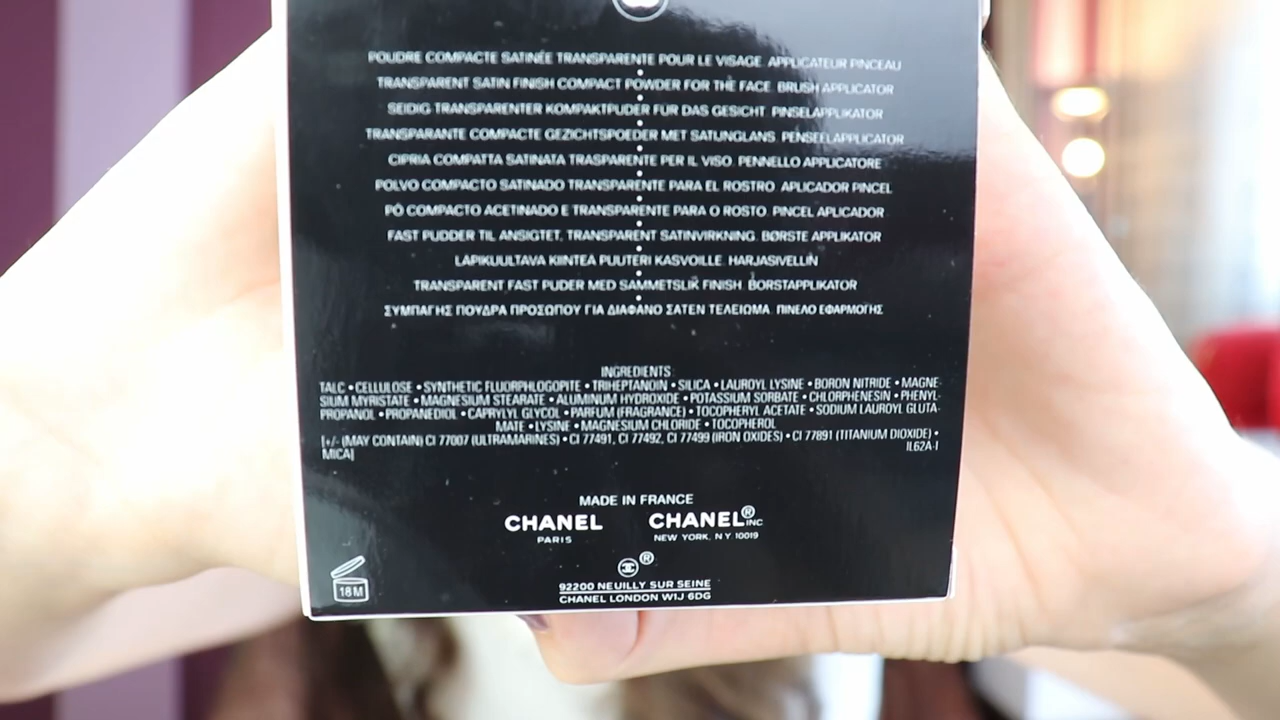 POUDRE COMPACTE SATINÉE TRANSPARENTE POUR LE VISAGE. APPLICATEUR PINCEAU
TRANSPARENT SATIN FINISH COMPACT POWDER FOR THE FACE. BRUSH APPLICATOR
SEIDIG TRANSPARENTER KOMPAKTPUDER FÜR DAS GESICHT. PINSELAPPLIKATOR
TRANSPARANTE COMPACTE GEZICHTSPOEDER MET SATIJNGLANS. PENSEELAPPLICATOR
CIPRIA COMPATTA SATINATA TRASPARENTE PER IL VISO. PENNELLO APPLICATORE
POLVO COMPACTO SATINADO TRANSPARENTE PARA EL ROSTRO. APLICADOR PINCEL
PÓ COMPACTO ACETINADO E TRANSPARENTE PARA O ROSTO. PINCEL APLICADOR
FAST PUDDER TIL ANSIGTET, TRANSPARENT SATINVIRKNING. BØRSTE APPLIKATOR
LÄPIKUULTAVA KIINTEÄ PUUTERI KASVOILLE. HARJASIVELLIN
TRANSPARENT FAST PUDER MED SAMMETSLIK FINISH. BORSTAPPLIKATOR
ΣΥΜΠΑΓΗΣ ΠΟΥΔΡΑ ΠΡΟΣΩΠΟΥ ΓΙΑ ΔΙΑΦΑΝΟ ΣΑΤΕΝ ΤΕΛΕΙΩΜΑ. ΠΙΝΕΛΟ ΕΦΑΡΜΟΓΗΣ
INGREDIENTS:
TALC • CELLULOSE • SYNTHETIC FLUORPHLOGOPITE • TRIHEPTANOIN • SILICA • LAUROYL LYSINE • BORON NITRIDE • MAGNE-
SIUM MYRISTATE • MAGNESIUM STEARATE • ALUMINUM HYDROXIDE • POTASSIUM SORBATE • CHLORPHENESIN • PHENYL-
PROPANOL • PROPANEDIOL • CAPRYLYL GLYCOL • PARFUM (FRAGRANCE) • TOCOPHERYL ACETATE • SODIUM LAUROYL GLUTA-
MATE • LYSINE • MAGNESIUM CHLORIDE • TOCOPHEROL
[+/- (MAY CONTAIN) CI 77007 (ULTRAMARINES) • CI 77491, CI 77492, CI 77499 (IRON OXIDES) • CI 77891 (TITANIUM DIOXIDE) •
MICA] IL62A-1
MADE IN FRANCE
CHANEL CHANEL® INC
PARIS NEW YORK, N.Y. 10019
®
18 M
92200 NEUILLY SUR SEINE
CHANEL LONDON W1J 6DG